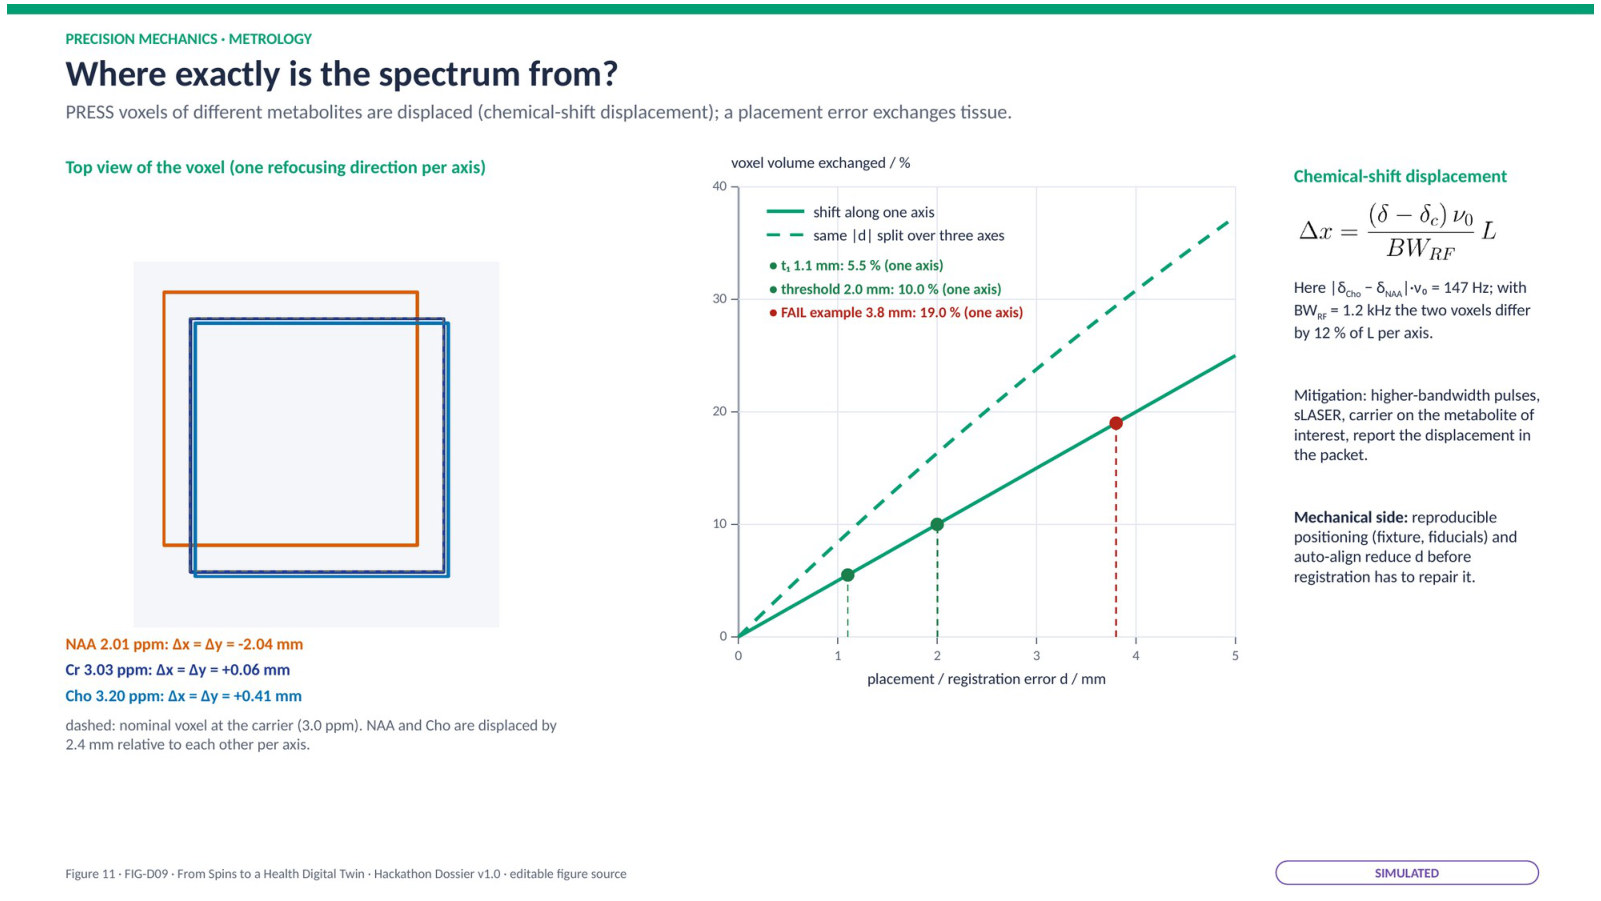 PRECISION MECHANICS · METROLOGY
Where exactly is the spectrum from?
PRESS voxels of different metabolites are displaced (chemical-shift displacement); a placement error exchanges tissue.
Top view of the voxel (one refocusing direction per axis)
NAA 2.01 ppm: Δx = Δy = -2.04 mm
Cr 3.03 ppm: Δx = Δy = +0.06 mm
Cho 3.20 ppm: Δx = Δy = +0.41 mm
dashed: nominal voxel at the carrier (3.0 ppm). NAA and Cho are displaced by
2.4 mm relative to each other per axis.
voxel volume exchanged / %
40
30
20
10
0
shift along one axis
same |d| split over three axes
● t₁ 1.1 mm: 5.5 % (one axis)
● threshold 2.0 mm: 10.0 % (one axis)
● FAIL example 3.8 mm: 19.0 % (one axis)
0 1 2 3 4 5
placement / registration error d / mm
Chemical-shift displacement
Δx = (δ − δ_c) ν₀ / BW_RF L
Here |δ_Cho − δ_NAA|·ν₀ = 147 Hz; with
BW_RF = 1.2 kHz the two voxels differ
by 12 % of L per axis.
Mitigation: higher-bandwidth pulses,
sLASER, carrier on the metabolite of
interest, report the displacement in
the packet.
Mechanical side: reproducible
positioning (fixture, fiducials) and
auto-align reduce d before
registration has to repair it.
Figure 11 · FIG-D09 · From Spins to a Health Digital Twin · Hackathon Dossier v1.0 · editable figure source
SIMULATED